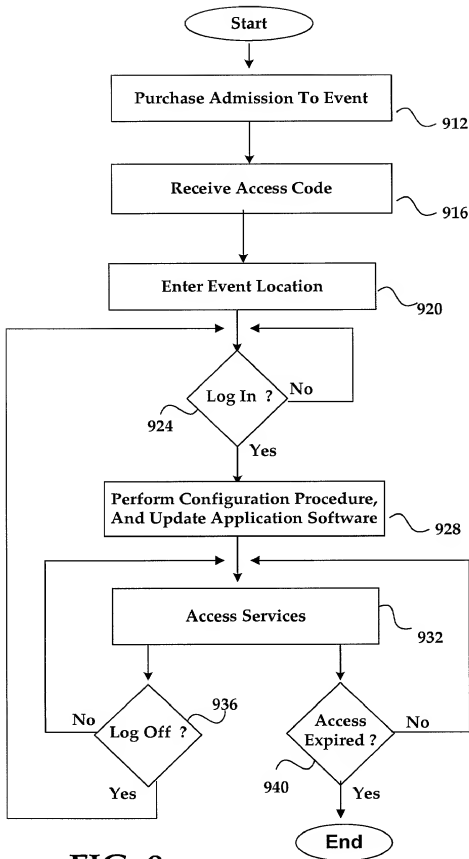 Start
Purchase Admission To Event
912
Receive Access Code
916
Enter Event Location
920
Log In ?
No
924
Yes
Perform Configuration Procedure,
And Update Application Software
928
Access Services
932
936
No
Log Off ?
Access
Expired ?
No
940
Yes
Yes
End